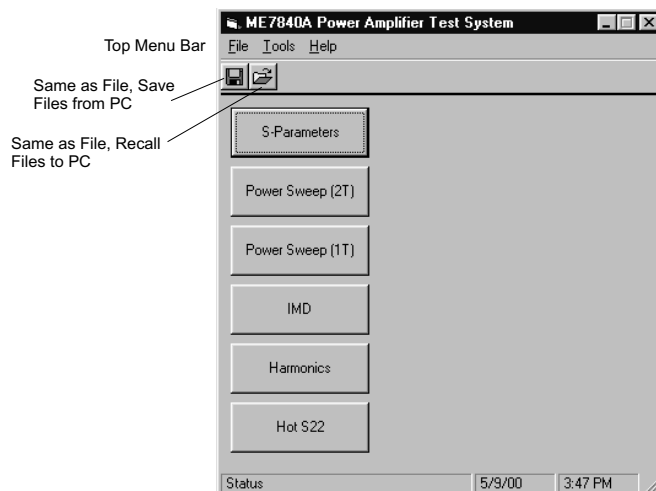 ME7840A Power Amplifier Test System
Top Menu Bar
File Tools Help
Same as File, Save
Files from PC
Same as File, Recall
Files to PC
S-Parameters
Power Sweep (2T)
Power Sweep (1T)
IMD
Harmonics
Hot S22
Status 5/9/00 3:47 PM